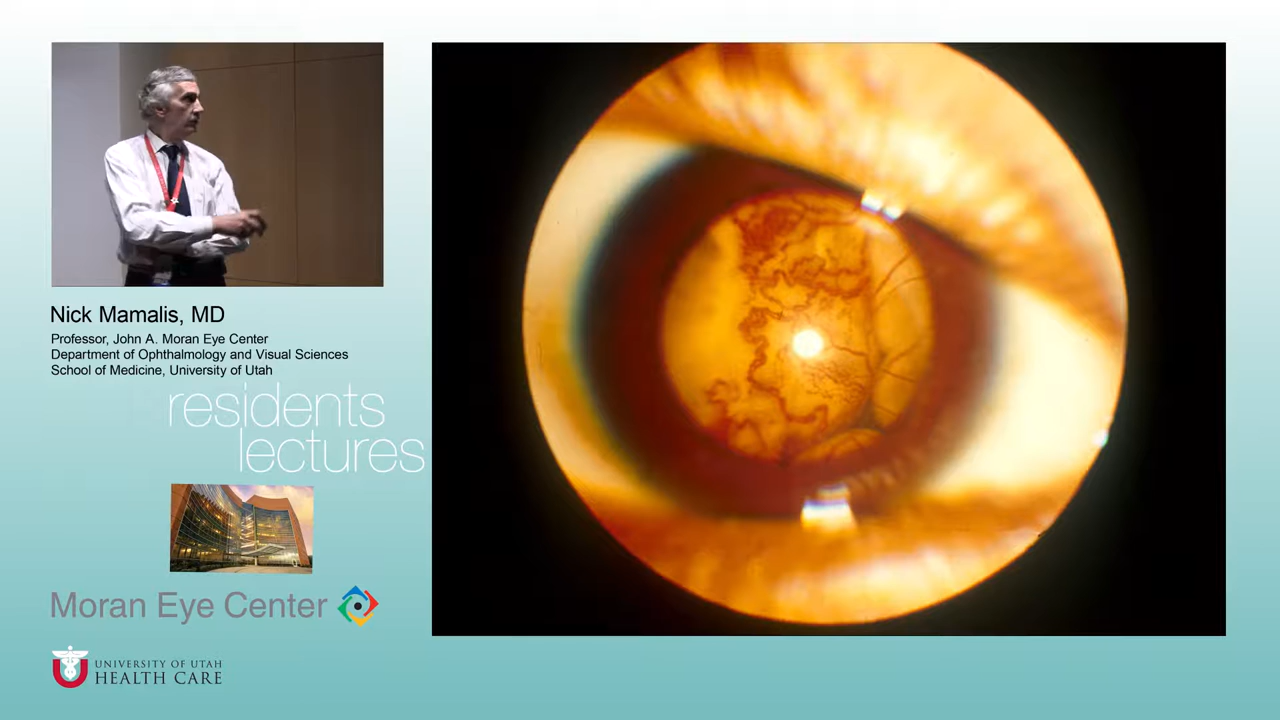 Nick Mamalis, MD
Professor, John A. Moran Eye Center
Department of Ophthalmology and Visual Sciences
School of Medicine, University of Utah
residents
lectures
Moran Eye Center
UNIVERSITY OF UTAH
HEALTH CARE